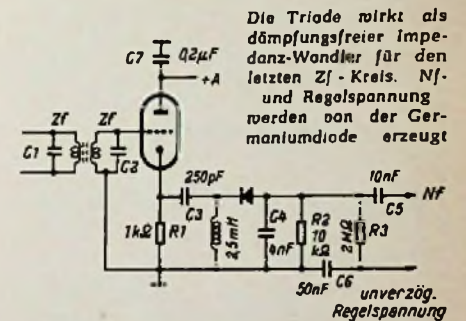 Die Triode wirkt als
dämpfungsfreier Impe-
danz-Wandler für den
letzten Zf - Kreis. Nf-
und Regelspannung
werden von der Ger-
maniumdiode erzeugt
C7
0,2µF
+A
Zf
Zf
C1
C2
250pF
C3
10nF
Nf
C5
1kΩ
R1
2,5mH
C4
4nF
R2
10
kΩ
2MΩ
R3
50nF
C6
unverzög.
Regelspannung